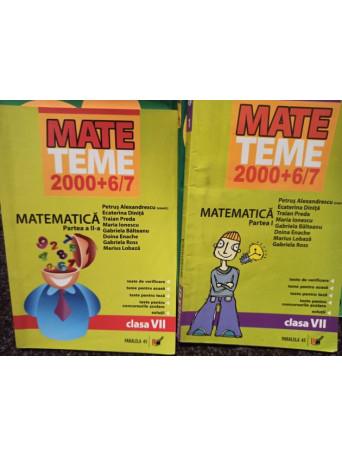 MATE
TEME
2000+6/7
MATEMATICĂ
Partea a II-a
Petruș Alexandrescu
Ecaterina Diniță
Traian Preda
Maria Ionescu
Gabriela Bălteanu
Doina Enache
Gabriela Ross
Marius Lobază
teste de verificare
teme pentru acasă
teme pentru teză
teste pentru
concursurile școlare
soluții
clasa VII
PARALELA 45
MATE
TEME
2000+6/7
MATEMATICĂ
Partea I
Petruș Alexandrescu
Ecaterina Diniță
Traian Preda
Maria Ionescu
Gabriela Bălteanu
Doina Enache
Marius Lobază
Gabriela Ross
teste de verificare
teme pentru acasă
teme pentru teză
teste pentru
concursurile școlare
soluții
clasa VII
PARALELA 45